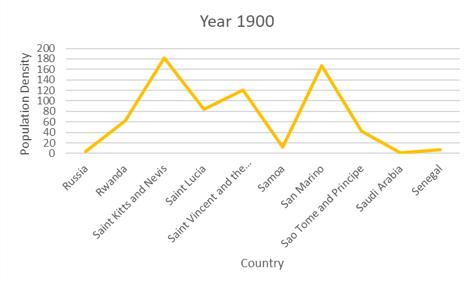 Year 1900
Population Density
200
180
160
140
120
100
80
60
40
20
0
Russia
Rwanda
Saint Kitts and Nevis
Saint Lucia
Saint Vincent and the...
Samoa
San Marino
Sao Tome and Principe
Saudi Arabia
Senegal
Country